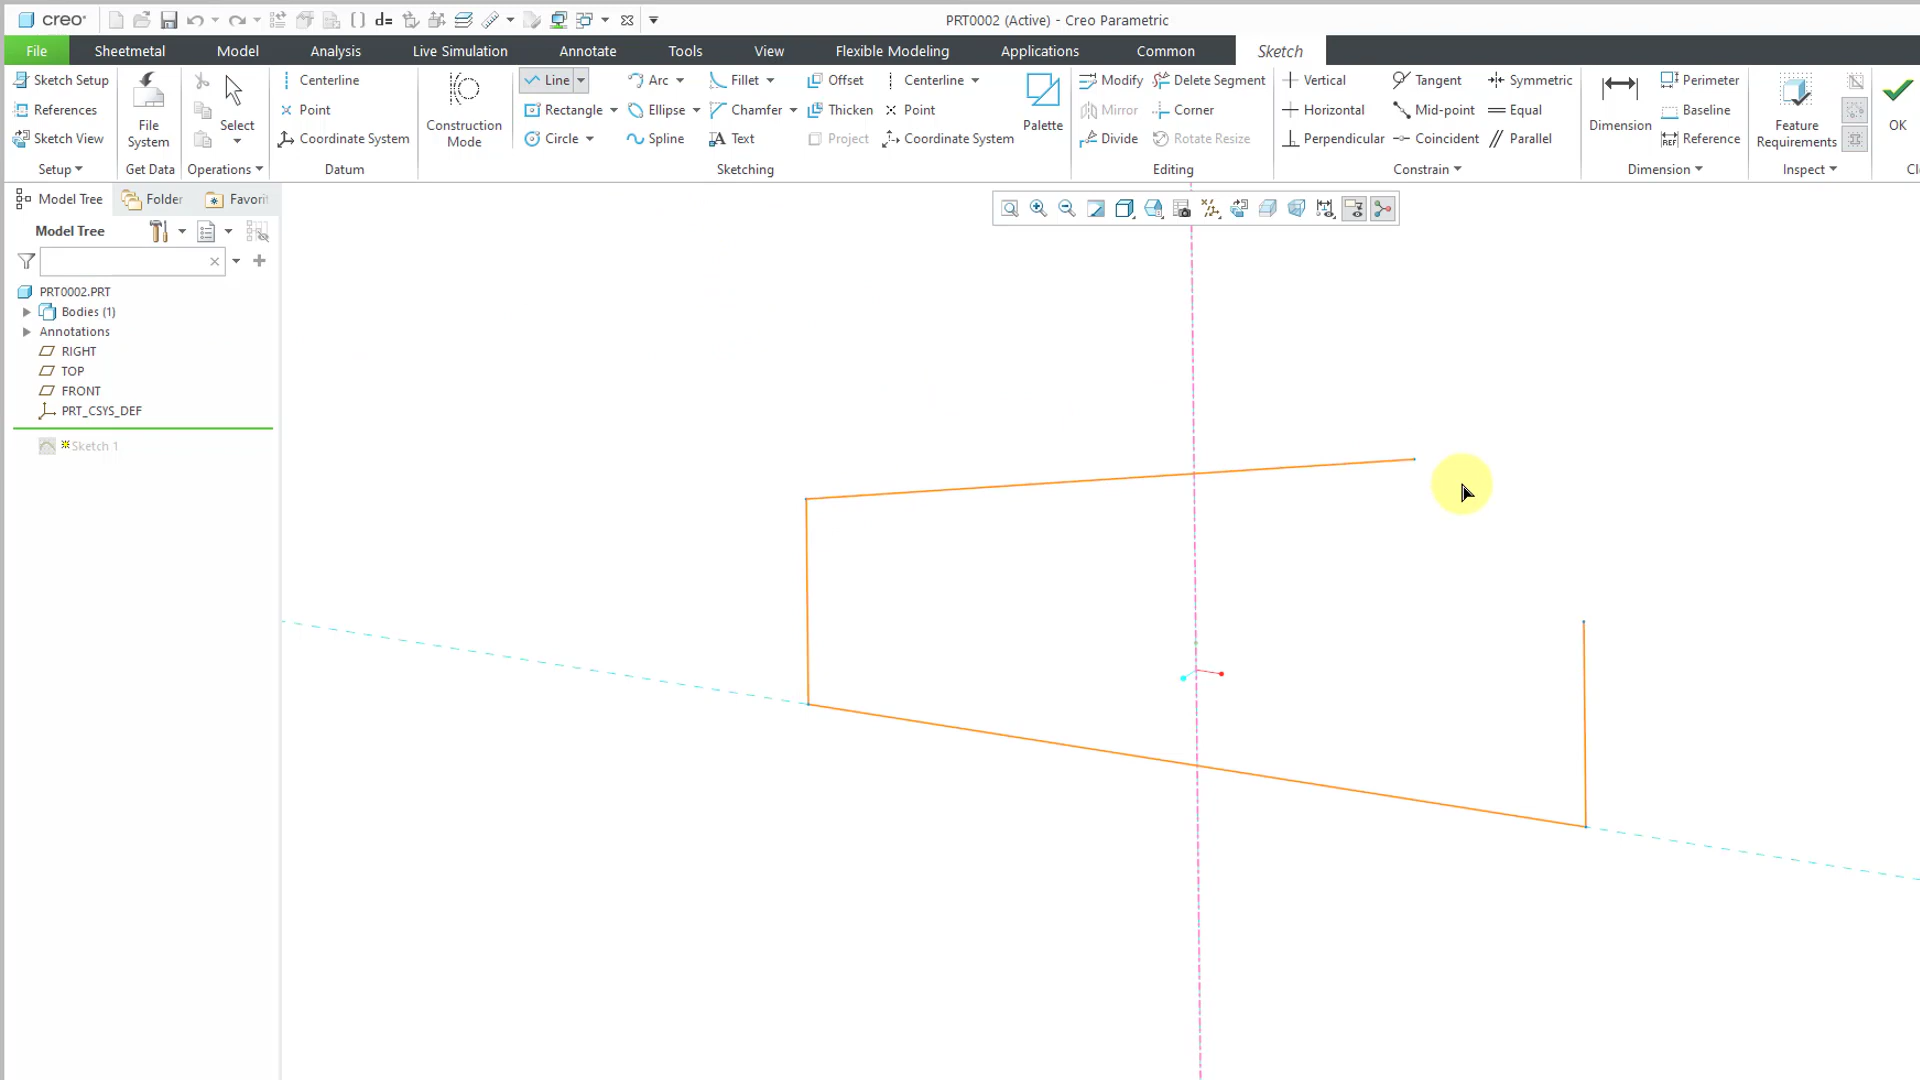 creo
d=
PRT0002 (Active) - Creo Parametric
File Sheetmetal Model Analysis Live Simulation Annotate Tools View Flexible Modeling Applications Common Sketch
Sketch Setup
References
Sketch View
Setup
File System
Get Data
Select
Operations
Centerline
Point
Coordinate System
Datum
Construction Mode
Line Arc Fillet Offset Centerline
Rectangle Ellipse Chamfer Thicken Point
Circle Spline Text Project Coordinate System
Palette
Sketching
Modify Delete Segment
Mirror Corner
Divide Rotate Resize
Editing
Vertical Tangent Symmetric
Horizontal Mid-point Equal
Perpendicular Coincident Parallel
Constrain
Dimension
Perimeter
Baseline
REF Reference
Dimension
Feature Requirements
Inspect
OK
Cl
Model Tree Folder Favori
Model Tree
PRT0002.PRT
Bodies (1)
Annotations
RIGHT
TOP
FRONT
PRT_CSYS_DEF
Sketch 1